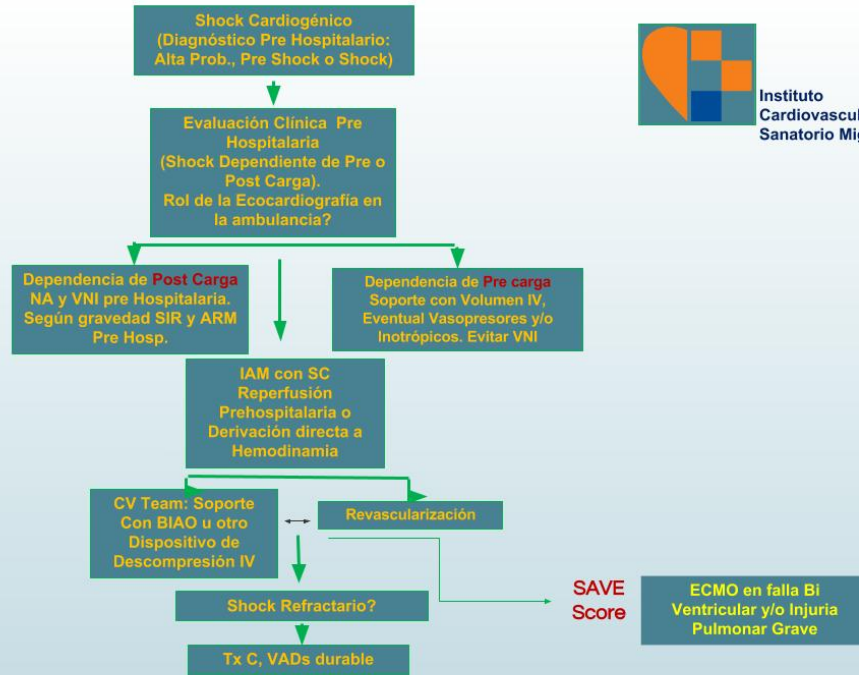 Shock Cardiogénico
(Diagnóstico Pre Hospitalario:
Alta Prob., Pre Shock o Shock)
Instituto
Cardiovascul
Sanatorio Mig
Evaluación Clínica Pre
Hospitalaria
(Shock Dependiente de Pre o
Post Carga).
Rol de la Ecocardiografía en
la ambulancia?
Dependencia de Post Carga
NA y VNI pre Hospitalaria.
Según gravedad SIR y ARM
Pre Hosp.
Dependencia de Pre carga
Soporte con Volumen IV,
Eventual Vasopresores y/o
Inotrópicos. Evitar VNI
IAM con SC
Reperfusión
Prehospitalaria o
Derivación directa a
Hemodinamia
CV Team: Soporte
Con BIAO u otro
Dispositivo de
Descompresión IV
Revascularización
Shock Refractario?
SAVE
Score
ECMO en falla Bi
Ventricular y/o Injuria
Pulmonar Grave
Tx C, VADs durable